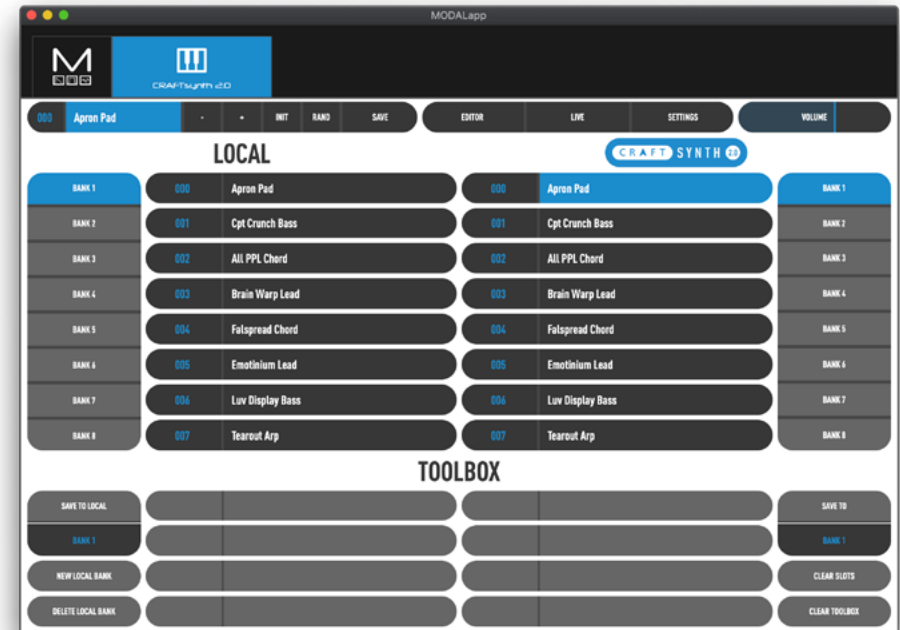 MODALapp
CRAFTsynth 2.0
000 Apron Pad - + INIT RAND SAVE EDITOR LIVE SETTINGS VOLUME
LOCAL CRAFT SYNTH 2.0
BANK 1 000 Apron Pad 000 Apron Pad BANK 1
BANK 2 001 Cpt Crunch Bass 001 Cpt Crunch Bass BANK 2
BANK 3 002 All PPL Chord 002 All PPL Chord BANK 3
BANK 4 003 Brain Warp Lead 003 Brain Warp Lead BANK 4
BANK 5 004 Falspread Chord 004 Falspread Chord BANK 5
BANK 6 005 Emotinium Lead 005 Emotinium Lead BANK 6
BANK 7 006 Luv Display Bass 006 Luv Display Bass BANK 7
BANK 8 007 Tearout Arp 007 Tearout Arp BANK 8
TOOLBOX
SAVE TO LOCAL SAVE TO
BANK 1 BANK 1
NEW LOCAL BANK CLEAR SLOTS
DELETE LOCAL BANK CLEAR TOOLBOX